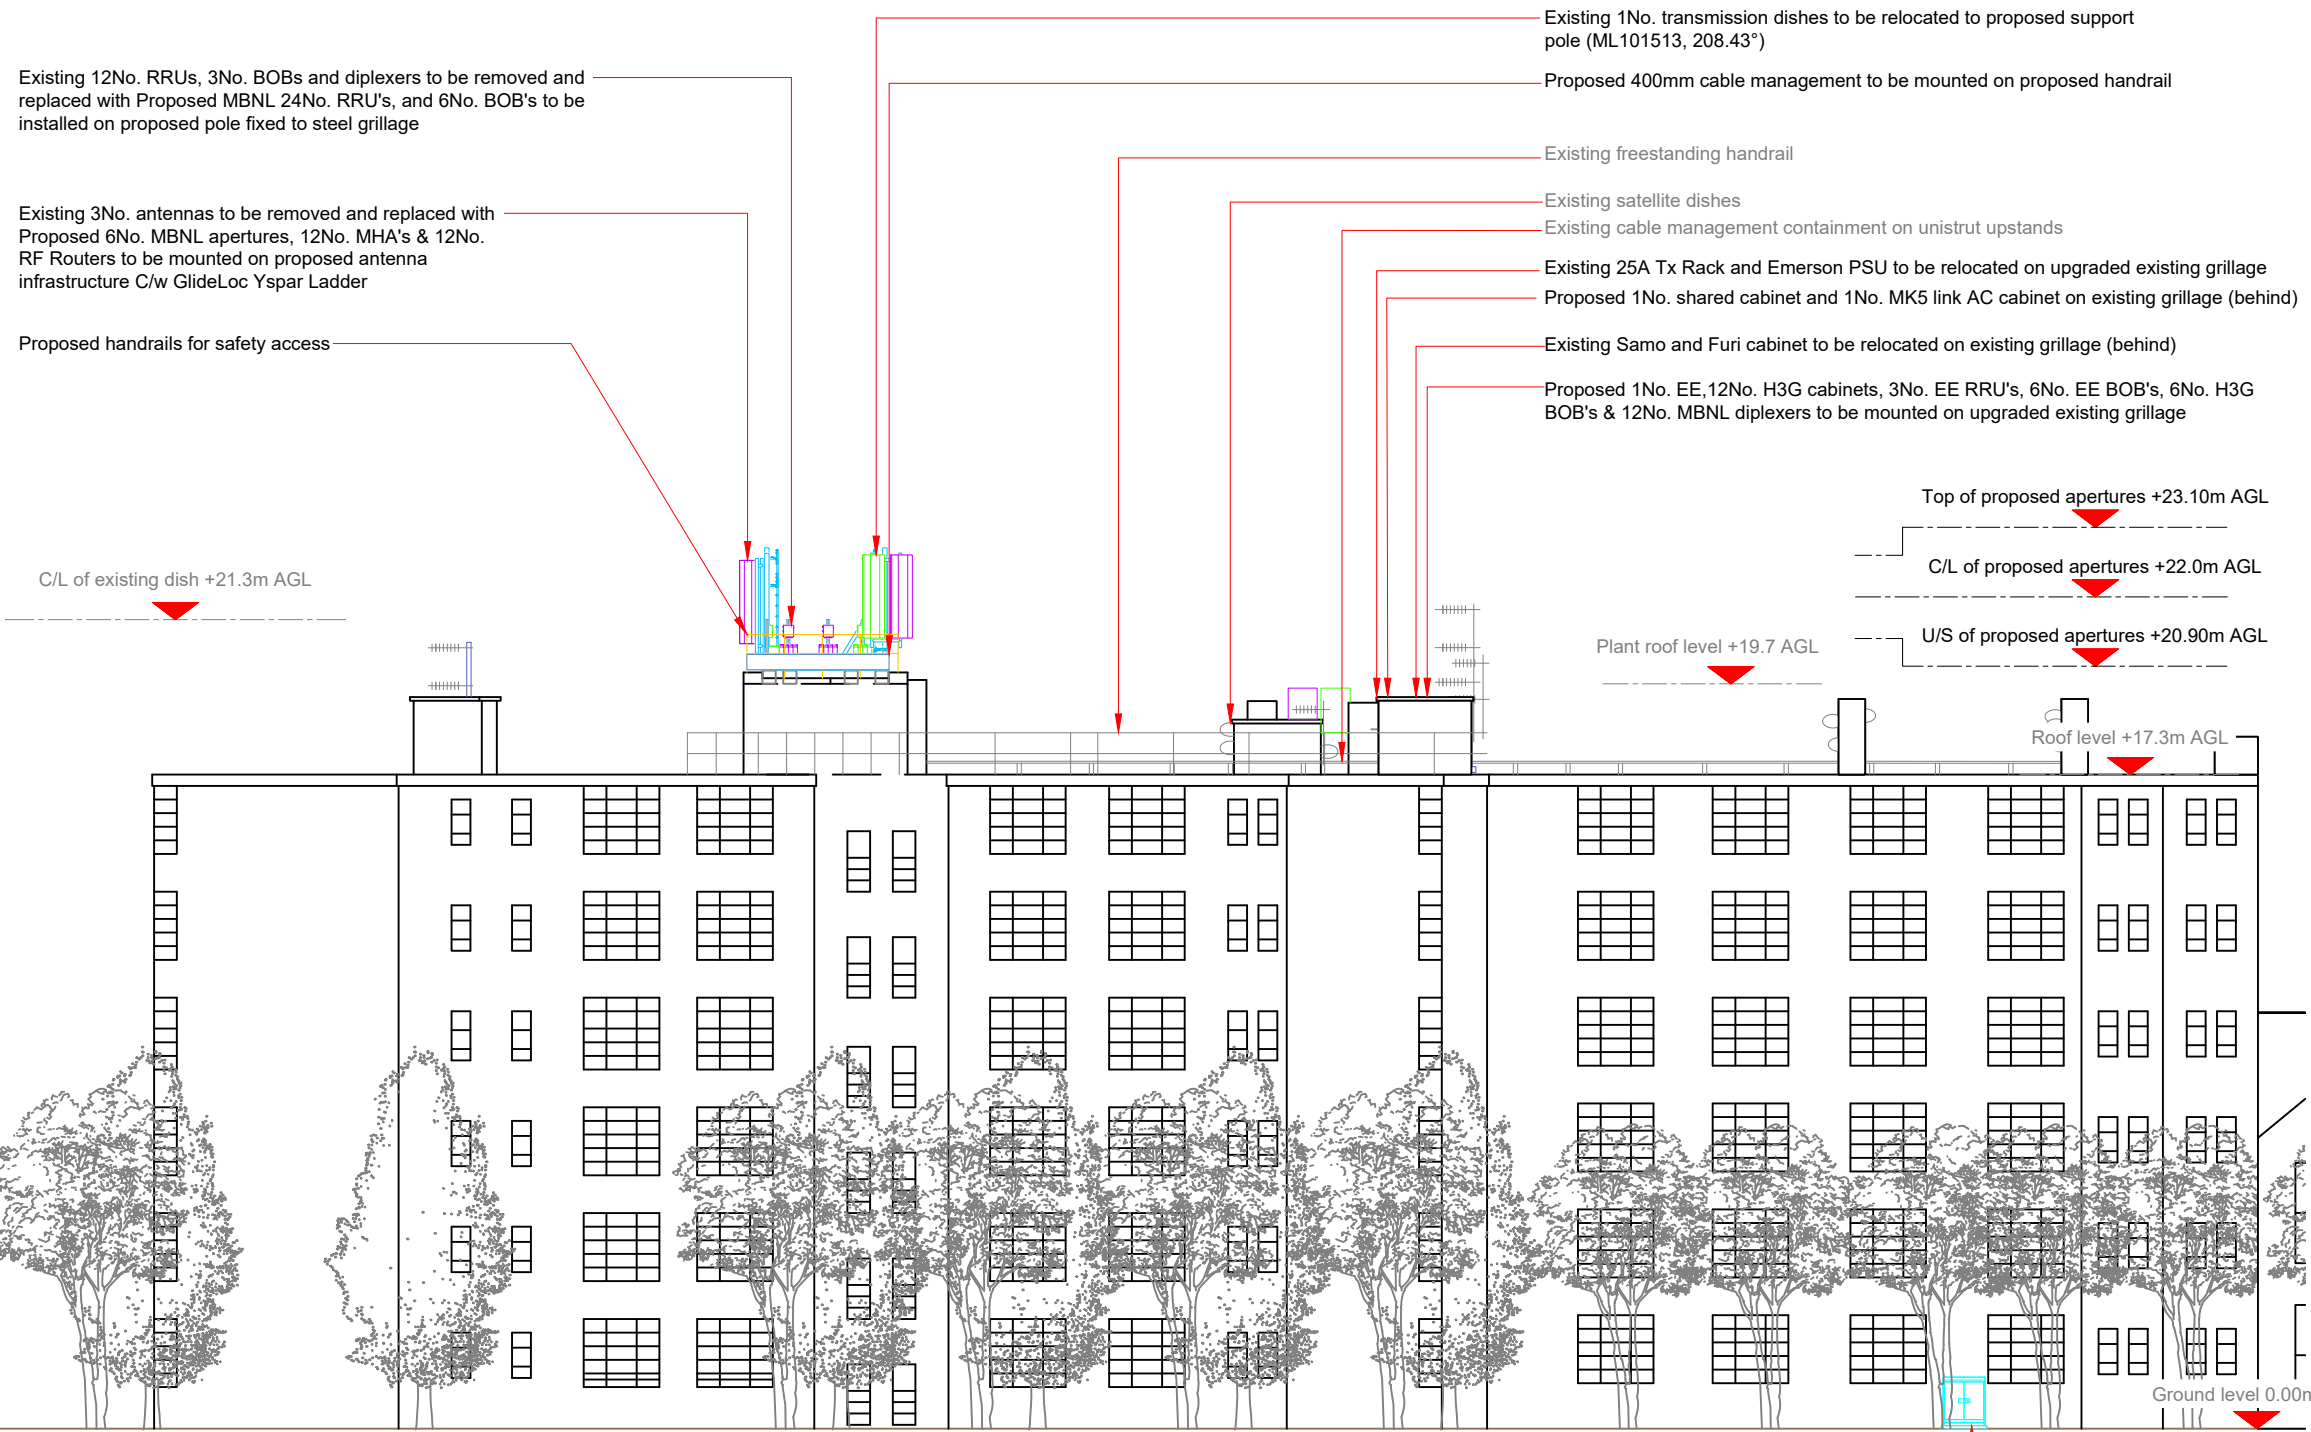 Existing 1No. transmission dishes to be relocated to proposed support
pole (ML101513, 208.43°)
Existing 12No. RRUs, 3No. BOBs and diplexers to be removed and
replaced with Proposed MBNL 24No. RRU's, and 6No. BOB's to be
installed on proposed pole fixed to steel grillage
Proposed 400mm cable management to be mounted on proposed handrail
Existing freestanding handrail
Existing satellite dishes
Existing cable management containment on unistrut upstands
Existing 3No. antennas to be removed and replaced with
Proposed 6No. MBNL apertures, 12No. MHA's & 12No.
RF Routers to be mounted on proposed antenna
infrastructure C/w GlideLoc Yspar Ladder
Existing 25A Tx Rack and Emerson PSU to be relocated on upgraded existing grillage
Proposed 1No. shared cabinet and 1No. MK5 link AC cabinet on existing grillage (behind)
Proposed handrails for safety access
Existing Samo and Furi cabinet to be relocated on existing grillage (behind)
Proposed 1No. EE,12No. H3G cabinets, 3No. EE RRU's, 6No. EE BOB's, 6No. H3G
BOB's & 12No. MBNL diplexers to be mounted on upgraded existing grillage
Top of proposed apertures +23.10m AGL
C/L of existing dish +21.3m AGL
C/L of proposed apertures +22.0m AGL
U/S of proposed apertures +20.90m AGL
Plant roof level +19.7 AGL
Roof level +17.3m AGL
Ground level 0.00m